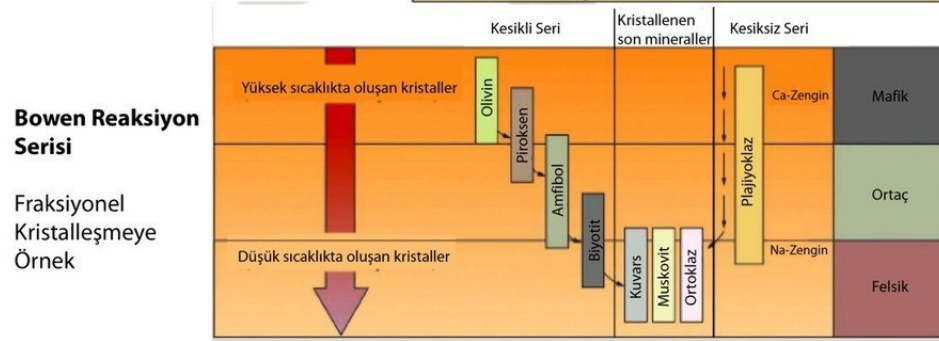 Kesikli Seri
Kristallenen
son mineraller
Kesiksiz Seri
Bowen Reaksiyon
Serisi
Fraksiyonel
Kristalleşmeye
Örnek
Yüksek sıcaklıkta oluşan kristaller
Düşük sıcaklıkta oluşan kristaller
Olivin
Piroksen
Amfibol
Biyotit
Kuvars
Muskovit
Ortoklaz
Plajiyoklaz
Ca-Zengin
Na-Zengin
Mafik
Ortaç
Felsik